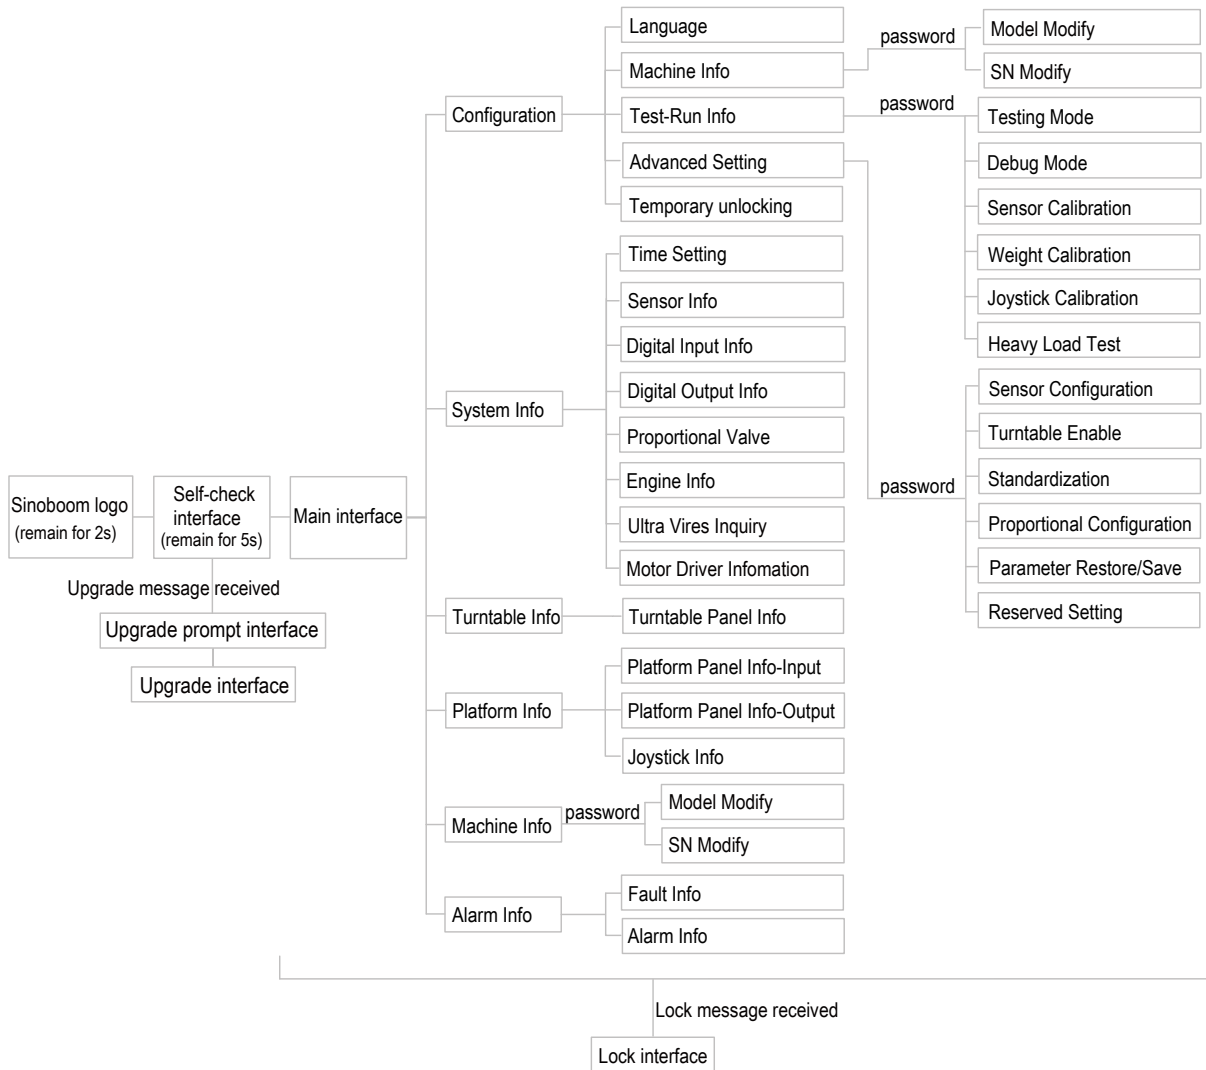 Sinoboom logo
(remain for 2s)
Self-check
interface
(remain for 5s)
Upgrade message received
Upgrade prompt interface
Upgrade interface
Main interface
Configuration
Language
Machine Info
password
Model Modify
SN Modify
Test-Run Info
password
Testing Mode
Debug Mode
Sensor Calibration
Weight Calibration
Joystick Calibration
Heavy Load Test
Advanced Setting
password
Sensor Configuration
Turntable Enable
Standardization
Proportional Configuration
Parameter Restore/Save
Reserved Setting
Temporary unlocking
System Info
Time Setting
Sensor Info
Digital Input Info
Digital Output Info
Proportional Valve
Engine Info
Ultra Vires Inquiry
Motor Driver Infomation
Turntable Info
Turntable Panel Info
Platform Info
Platform Panel Info-Input
Platform Panel Info-Output
Joystick Info
Machine Info
password
Model Modify
SN Modify
Alarm Info
Fault Info
Alarm Info
Lock message received
Lock interface